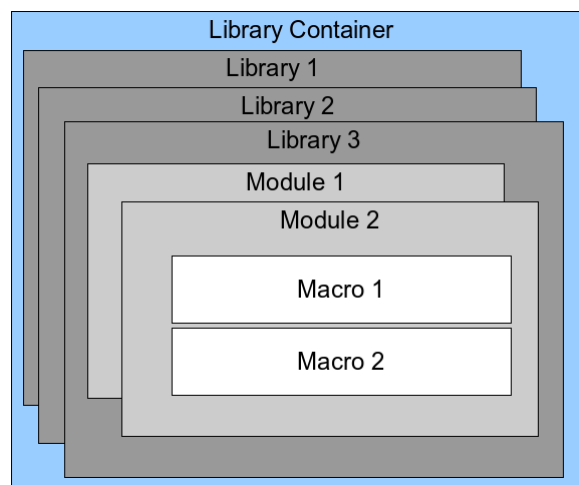 Library Container
Library 1
Library 2
Library 3
Module 1
Module 2
Macro 1
Macro 2